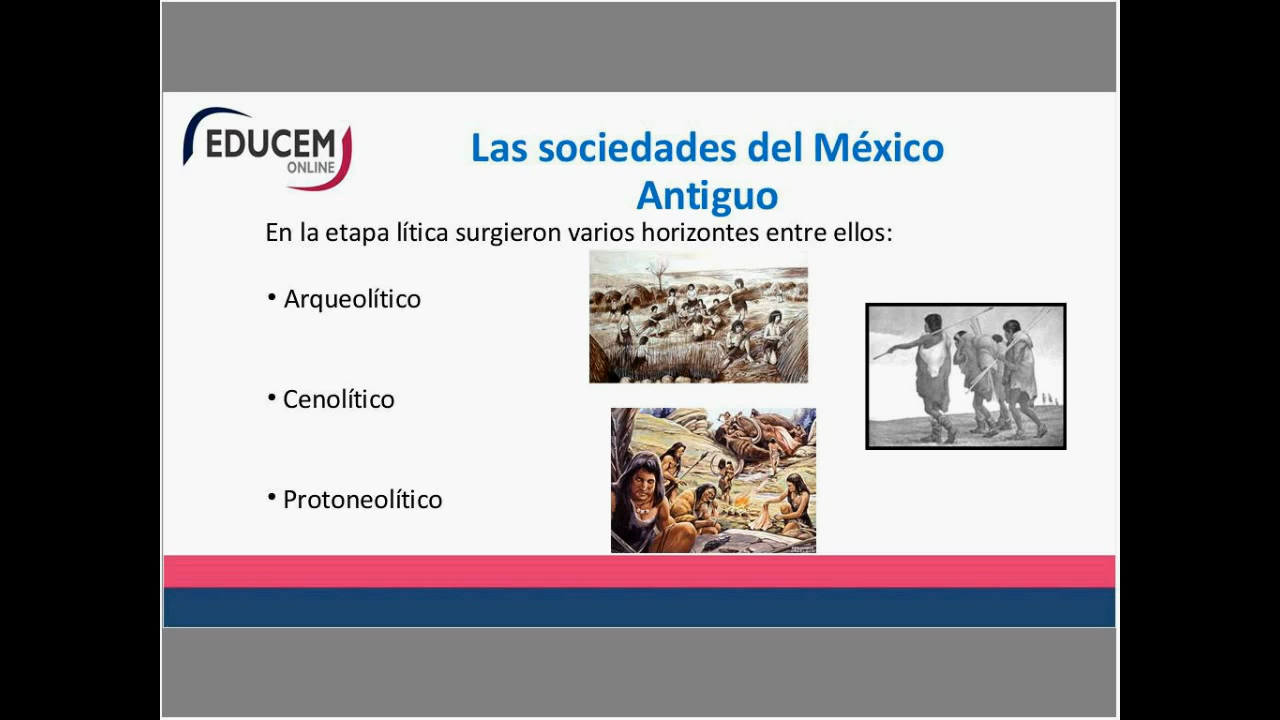 EDUCEM
ONLINE
Las sociedades del México
Antiguo
En la etapa lítica surgieron varios horizontes entre ellos:
• Arqueolítico
• Cenolítico
• Protoneolítico